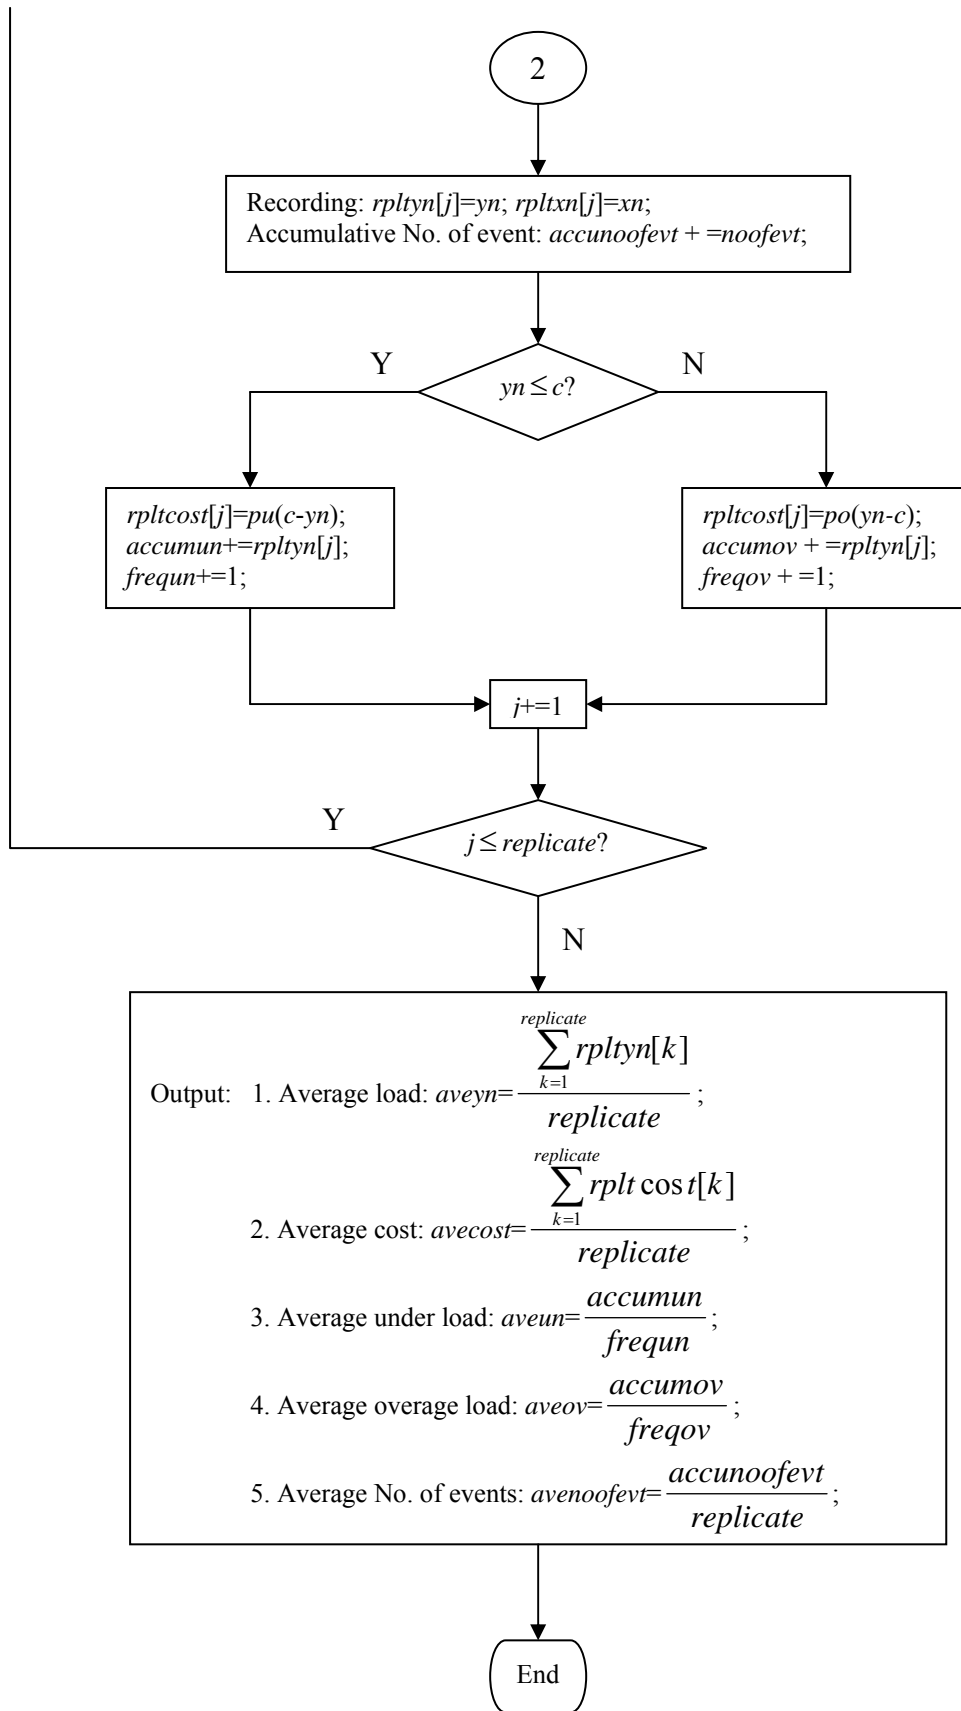 2
Recording: rpltyn[j]=yn; rpltxn[j]=xn;
Accumulative No. of event: accunoofevt + =noofevt;
Y
N
yn ≤ c?
rpltcost[j]=pu(c-yn);
accumun+=rpltyn[j];
frequn+=1;
rpltcost[j]=po(yn-c);
accumov + =rpltyn[j];
freqov + =1;
j+=1
Y
j ≤ replicate?
N
replicate
∑ rpltyn[k]
k=1
Output: 1. Average load: aveyn= ;
replicate
replicate
∑ rplt cos t[k]
k=1
2. Average cost: avecost= ;
replicate
accumun
3. Average under load: aveun= ;
frequn
accumov
4. Average overage load: aveov= ;
freqov
accunoofevt
5. Average No. of events: avenoofevt= ;
replicate
End